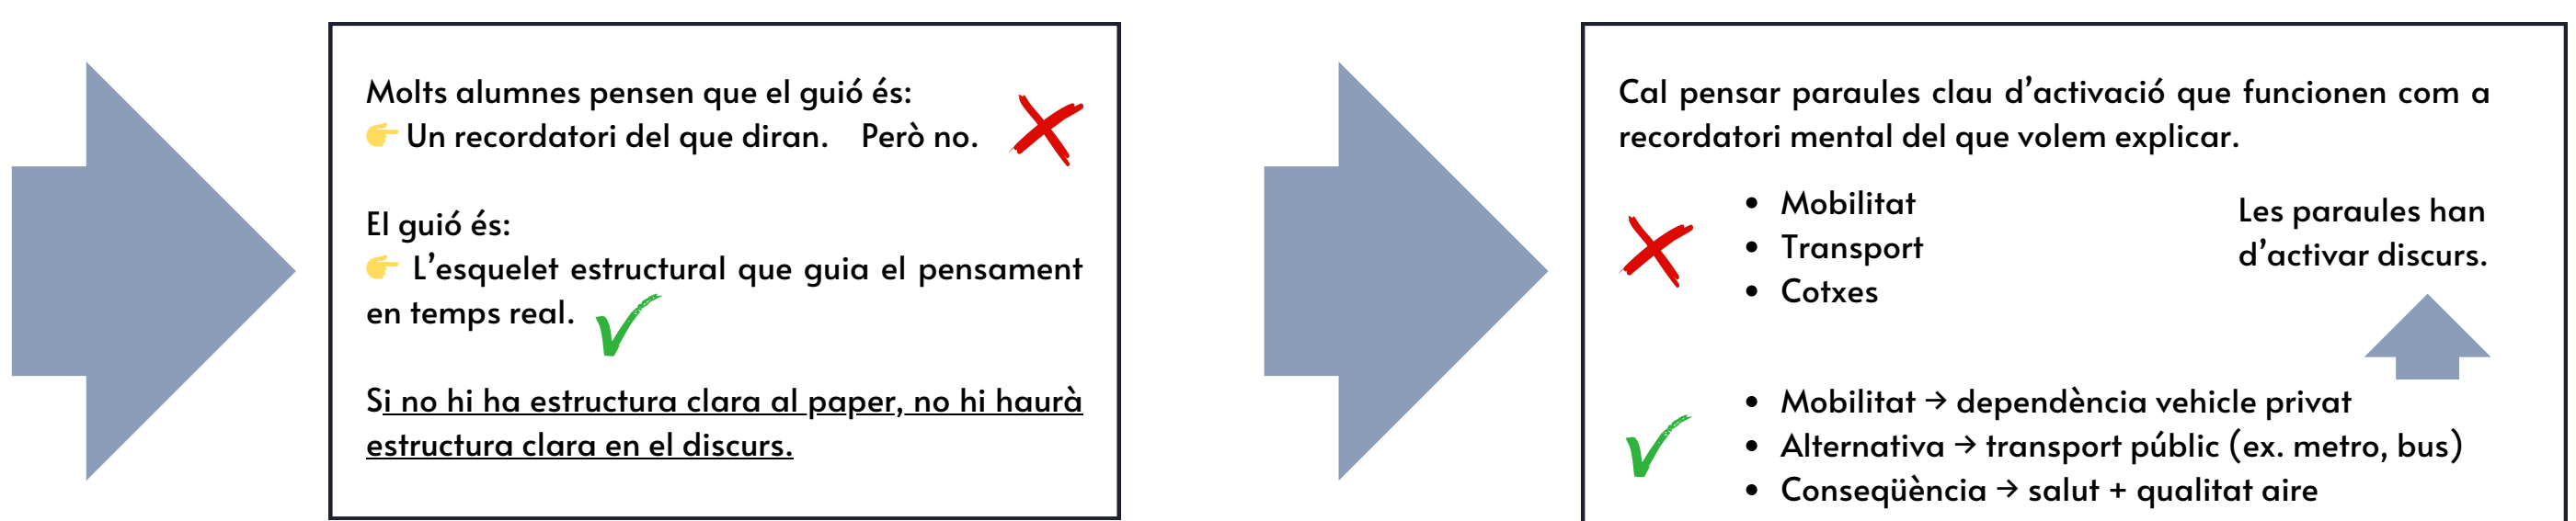 Molts alumnes pensen que el guió és:
👉 Un recordatori del que diran. Però no.
El guió és:
👉 L'esquelet estructural que guia el pensament
en temps real.
Si no hi ha estructura clara al paper, no hi haurà
estructura clara en el discurs.
Cal pensar paraules clau d'activació que funcionen com a
recordatori mental del que volem explicar.
• Mobilitat
• Transport
• Cotxes
Les paraules han
d'activar discurs.
• Mobilitat → dependència vehicle privat
• Alternativa → transport públic (ex. metro, bus)
• Conseqüència → salut + qualitat aire